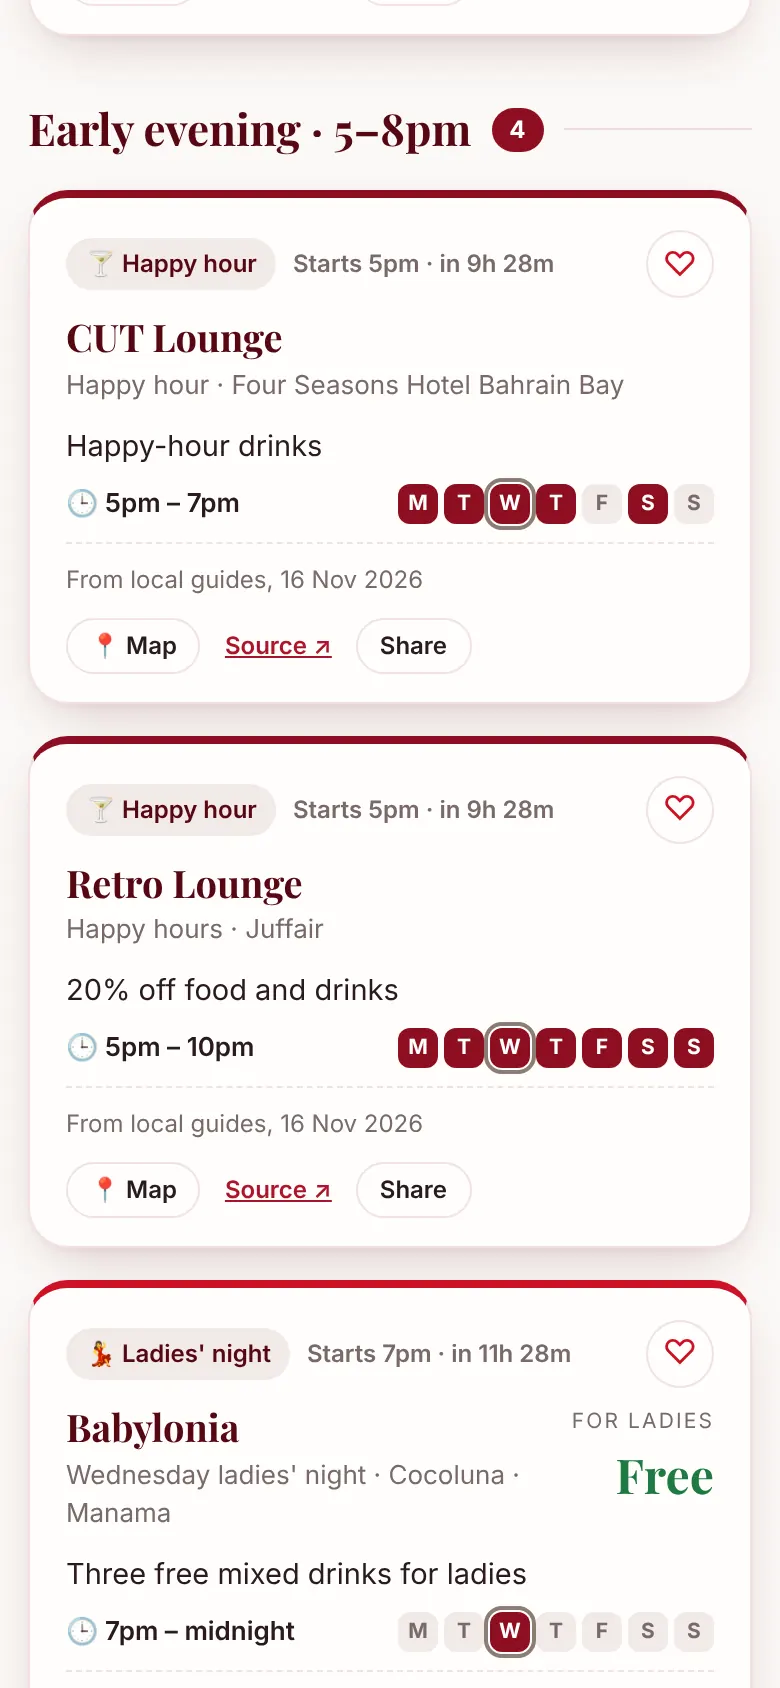 Early evening · 5–8pm 4
🍸 Happy hour Starts 5pm · in 9h 28m
CUT Lounge
Happy hour · Four Seasons Hotel Bahrain Bay
Happy-hour drinks
🕒 5pm – 7pm M T W T F S S
From local guides, 16 Nov 2026
📍 Map Source ↗ Share
🍸 Happy hour Starts 5pm · in 9h 28m
Retro Lounge
Happy hours · Juffair
20% off food and drinks
🕒 5pm – 10pm M T W T F S S
From local guides, 16 Nov 2026
📍 Map Source ↗ Share
💃 Ladies' night Starts 7pm · in 11h 28m
Babylonia FOR LADIES
Wednesday ladies' night · Cocoluna · Free
Manama
Three free mixed drinks for ladies
🕒 7pm – midnight M T W T F S S